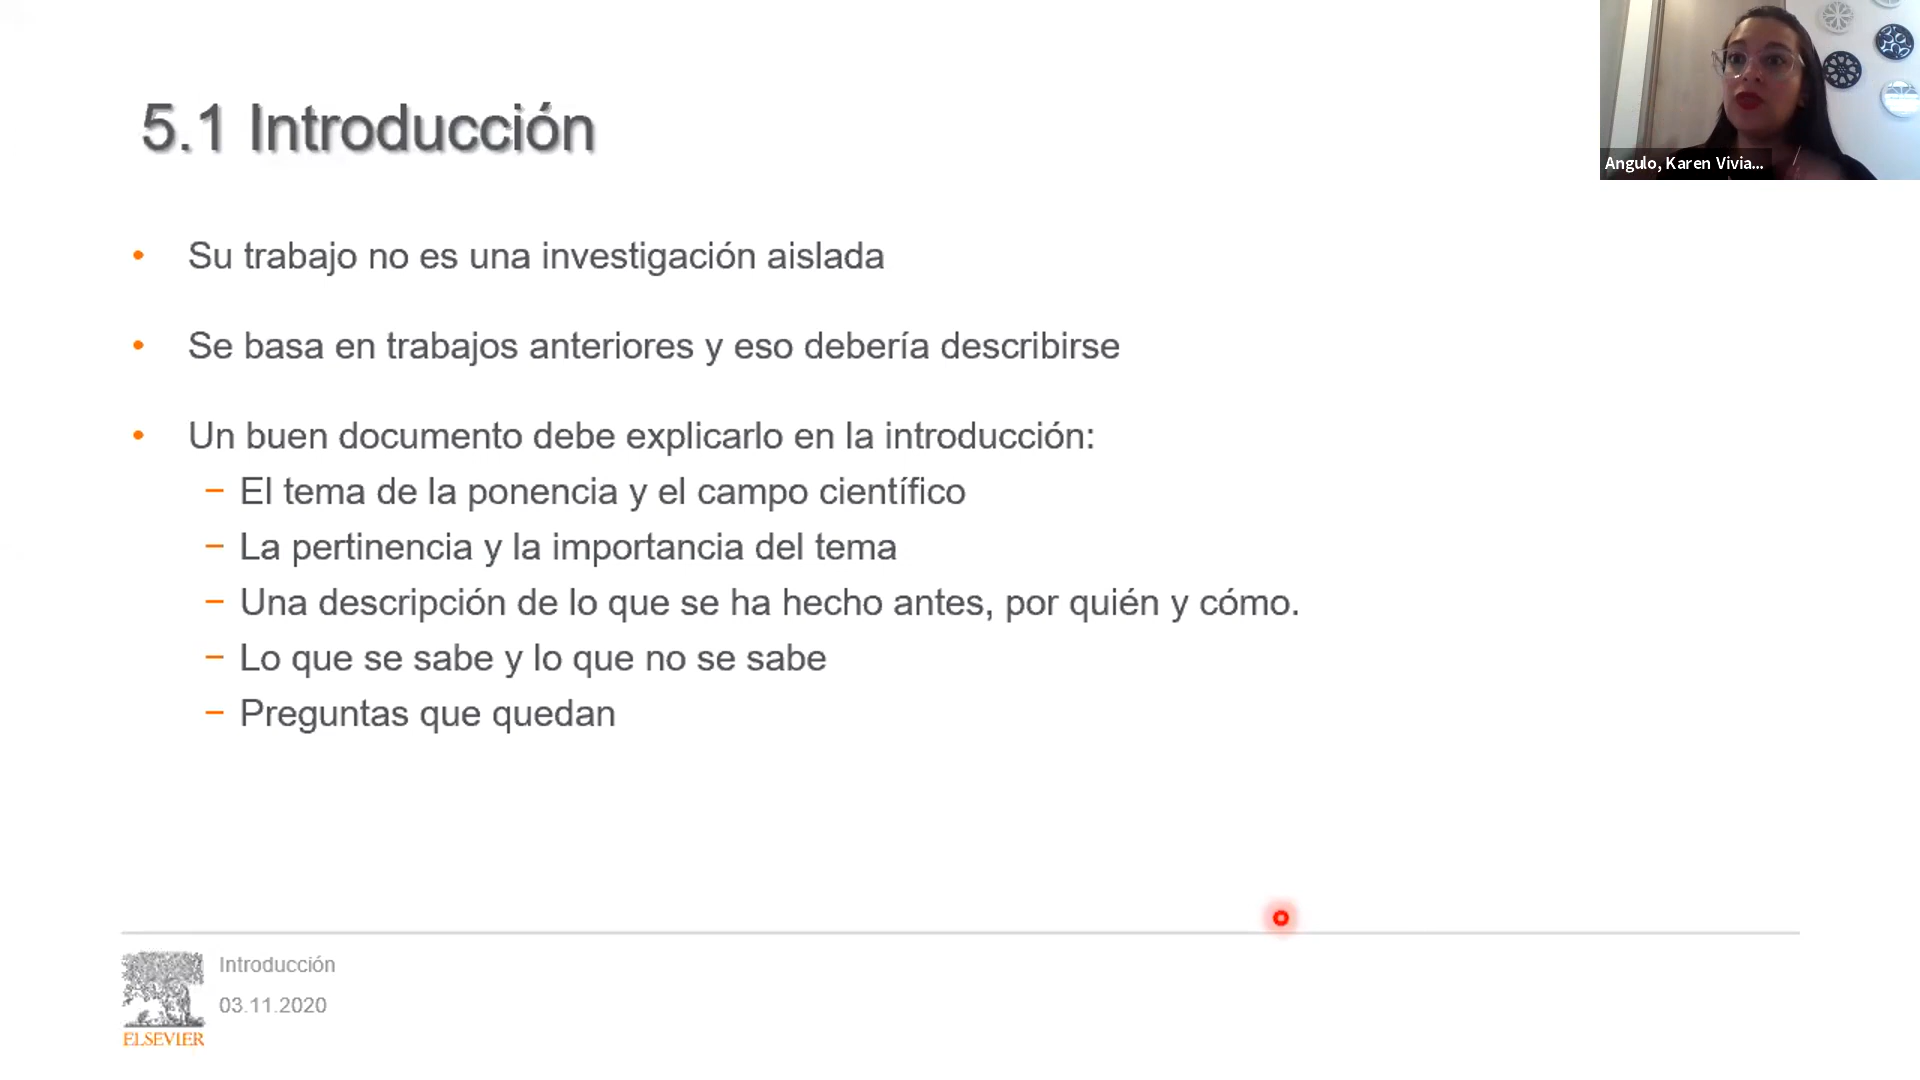 5.1 Introducción
Angulo, Karen Vivia...
• Su trabajo no es una investigación aislada
• Se basa en trabajos anteriores y eso debería describirse
• Un buen documento debe explicarlo en la introducción:
– El tema de la ponencia y el campo científico
– La pertinencia y la importancia del tema
– Una descripción de lo que se ha hecho antes, por quién y cómo.
– Lo que se sabe y lo que no se sabe
– Preguntas que quedan
Introducción
03.11.2020
ELSEVIER